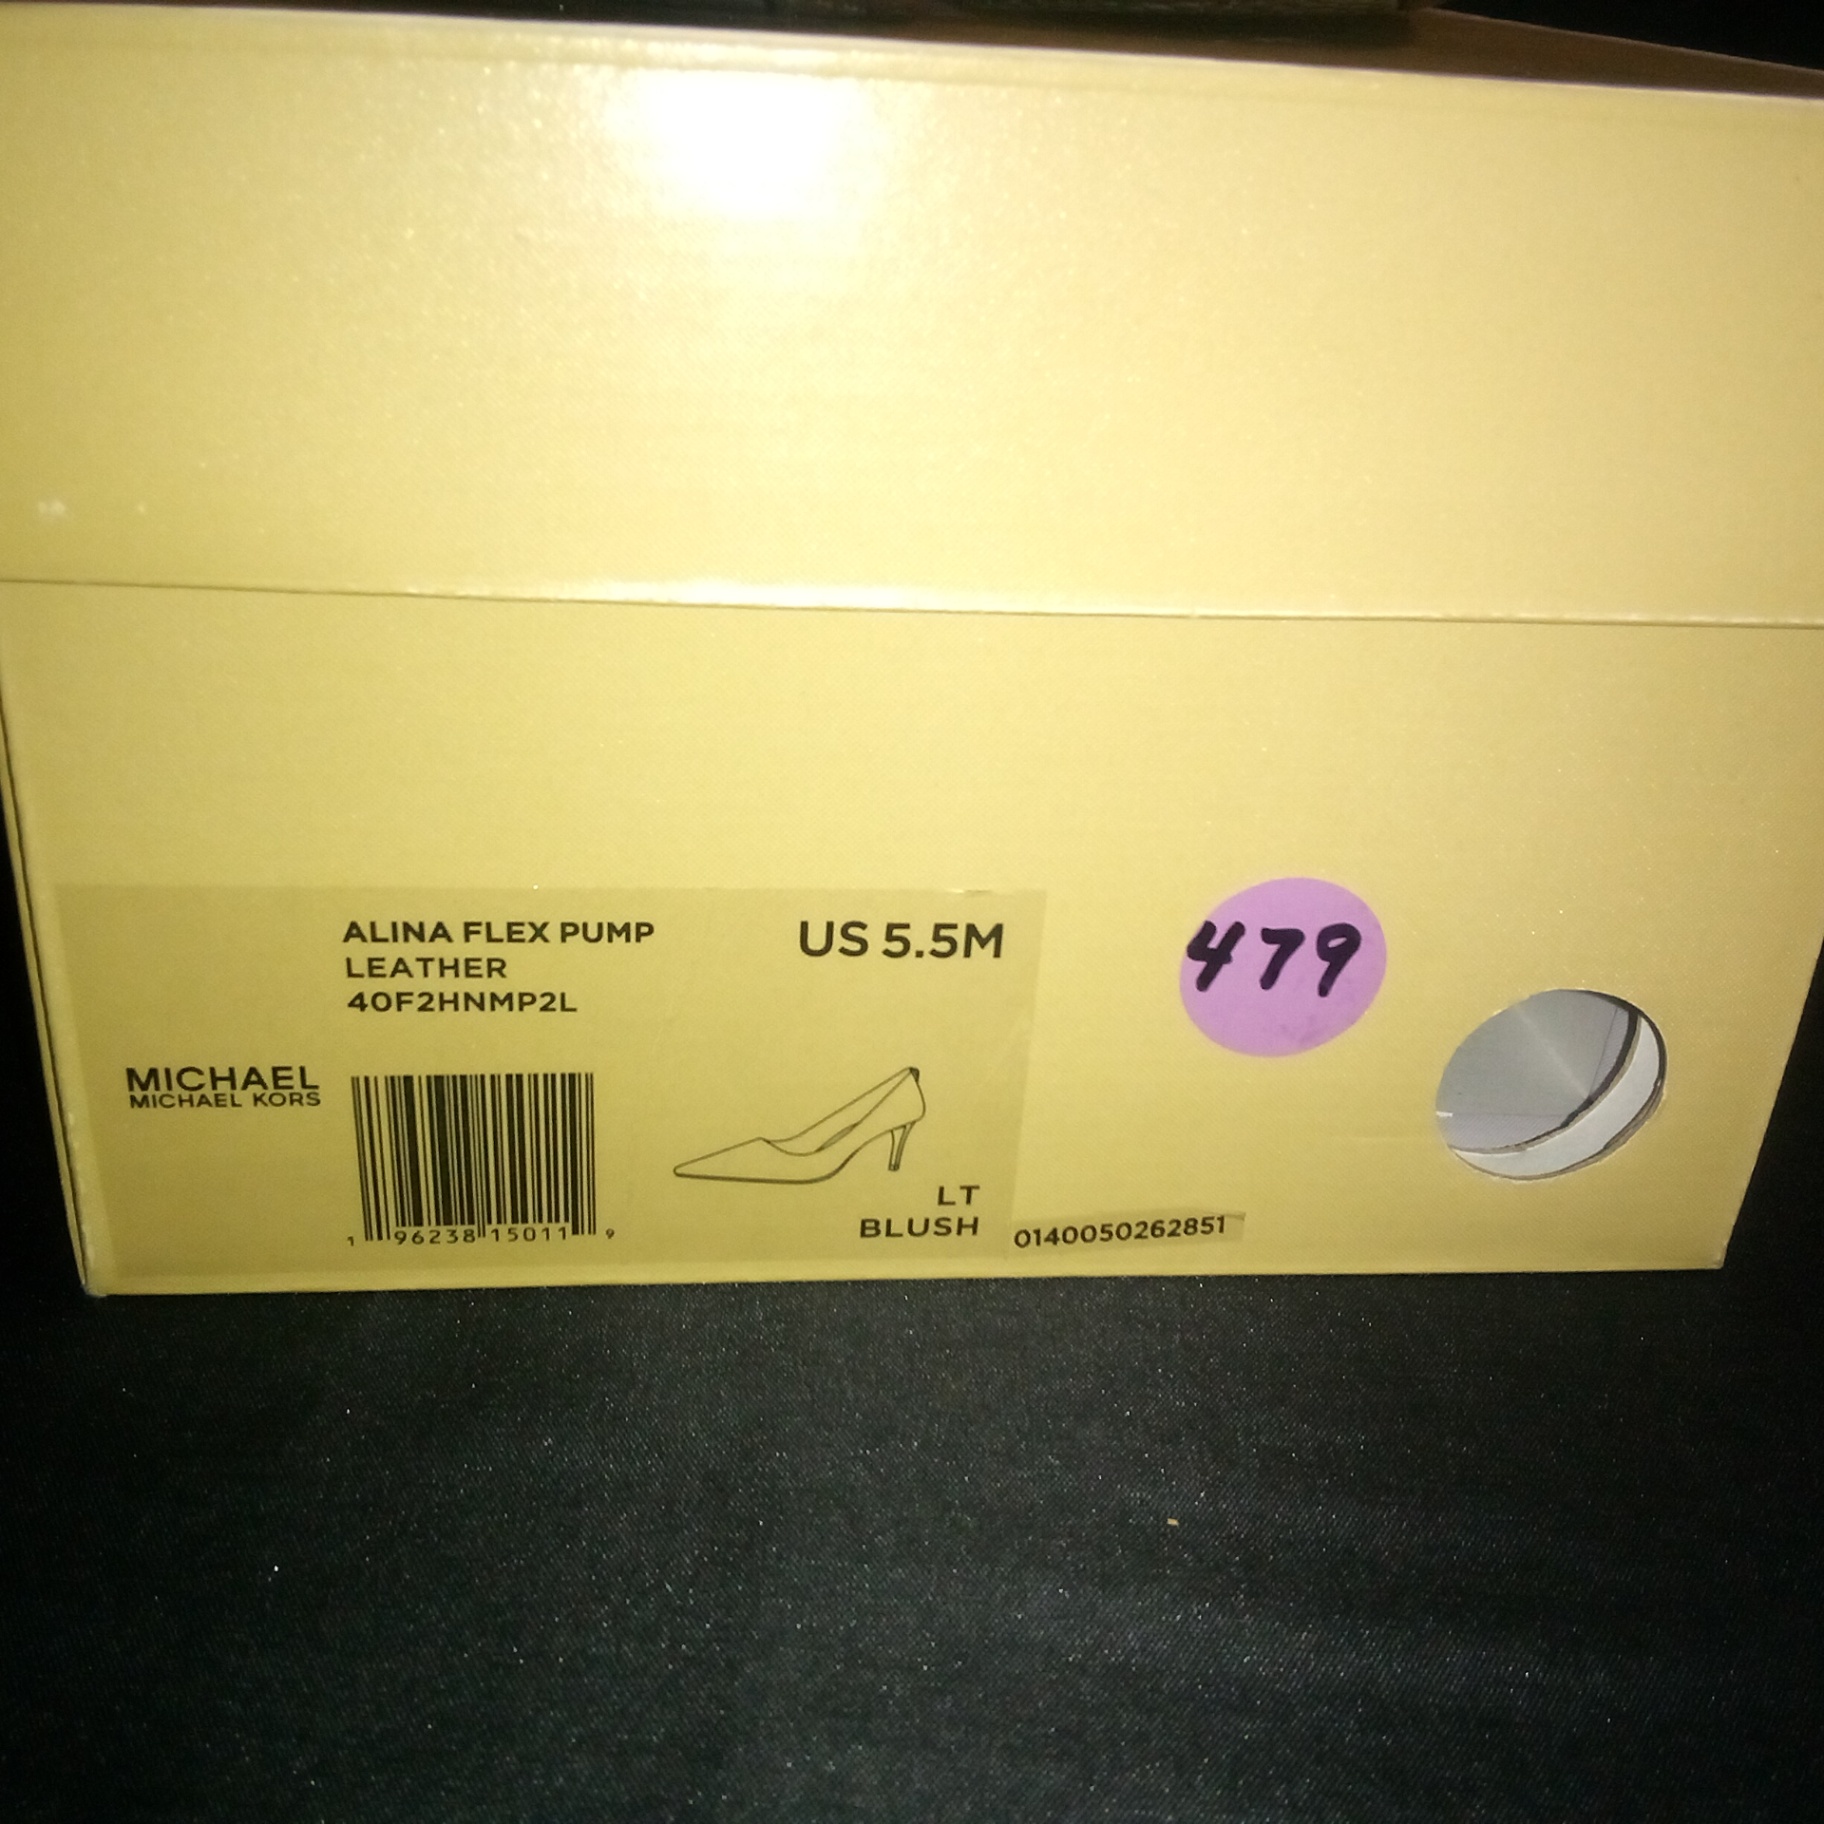 ALINA FLEX PUMP
LEATHER
40F2HNMP2L
US 5.5M
479
MICHAEL
MICHAEL KORS
1 96238 15011 9
LT
BLUSH
0140050262851